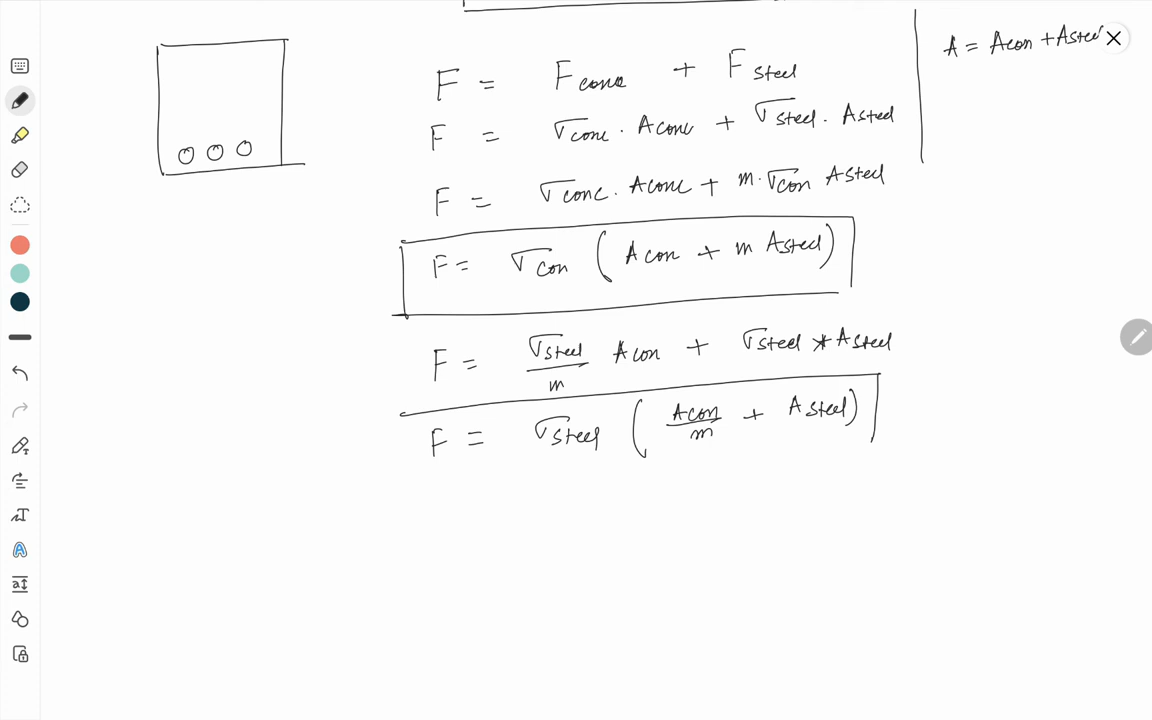 A = Acon + Asteel
F = Fconc + Fsteel
F = σconc · Aconc + σsteel · Asteel
F = σconc · Aconc + m · σcon Asteel
F = σcon ( Acon + m Asteel )
F = σsteel/m Acon + σsteel * Asteel
F = σsteel ( Acon/m + Asteel )